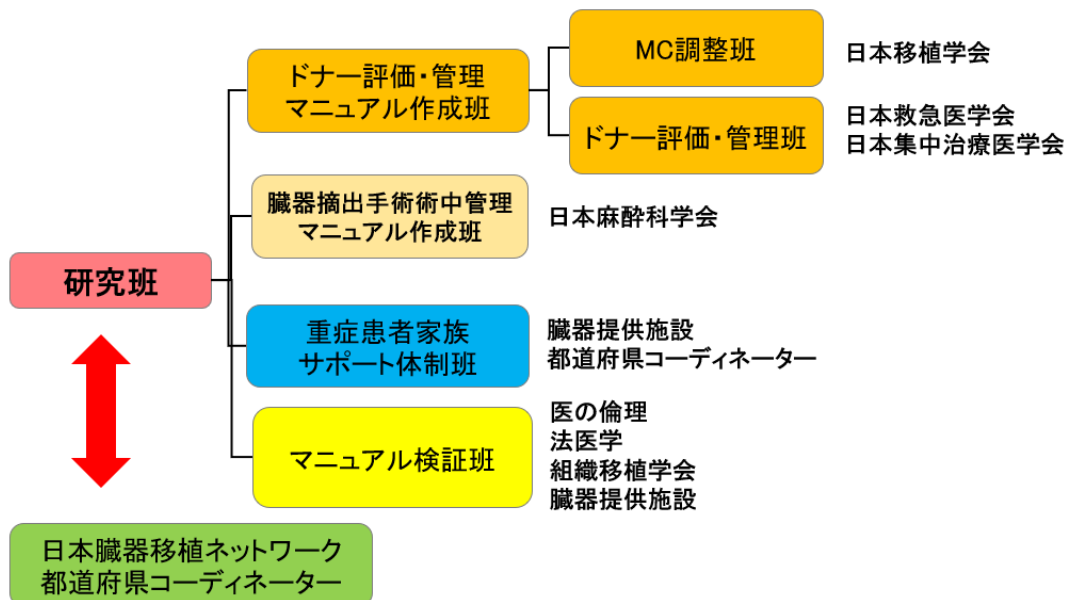 研究班
ドナー評価・管理
マニュアル作成班
MC調整班
日本移植学会
ドナー評価・管理班
日本救急医学会
日本集中治療医学会
臓器摘出手術術中管理
マニュアル作成班
日本麻酔科学会
重症患者家族
サポート体制班
臓器提供施設
都道府県コーディネーター
マニュアル検証班
医の倫理
法医学
組織移植学会
臓器提供施設
日本臓器移植ネットワーク
都道府県コーディネーター